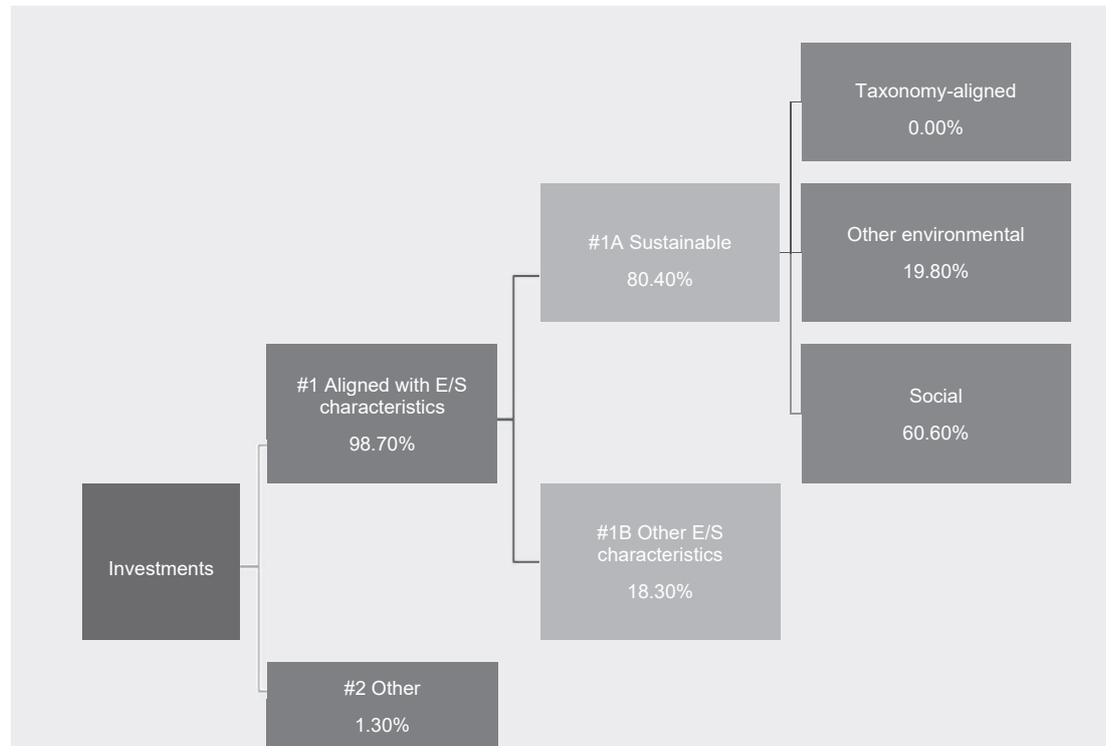 Taxonomy-aligned
0.00%
#1A Sustainable
80.40%
Other environmental
19.80%
#1 Aligned with E/S
characteristics
98.70%
Social
60.60%
Investments
#1B Other E/S
characteristics
18.30%
#2 Other
1.30%